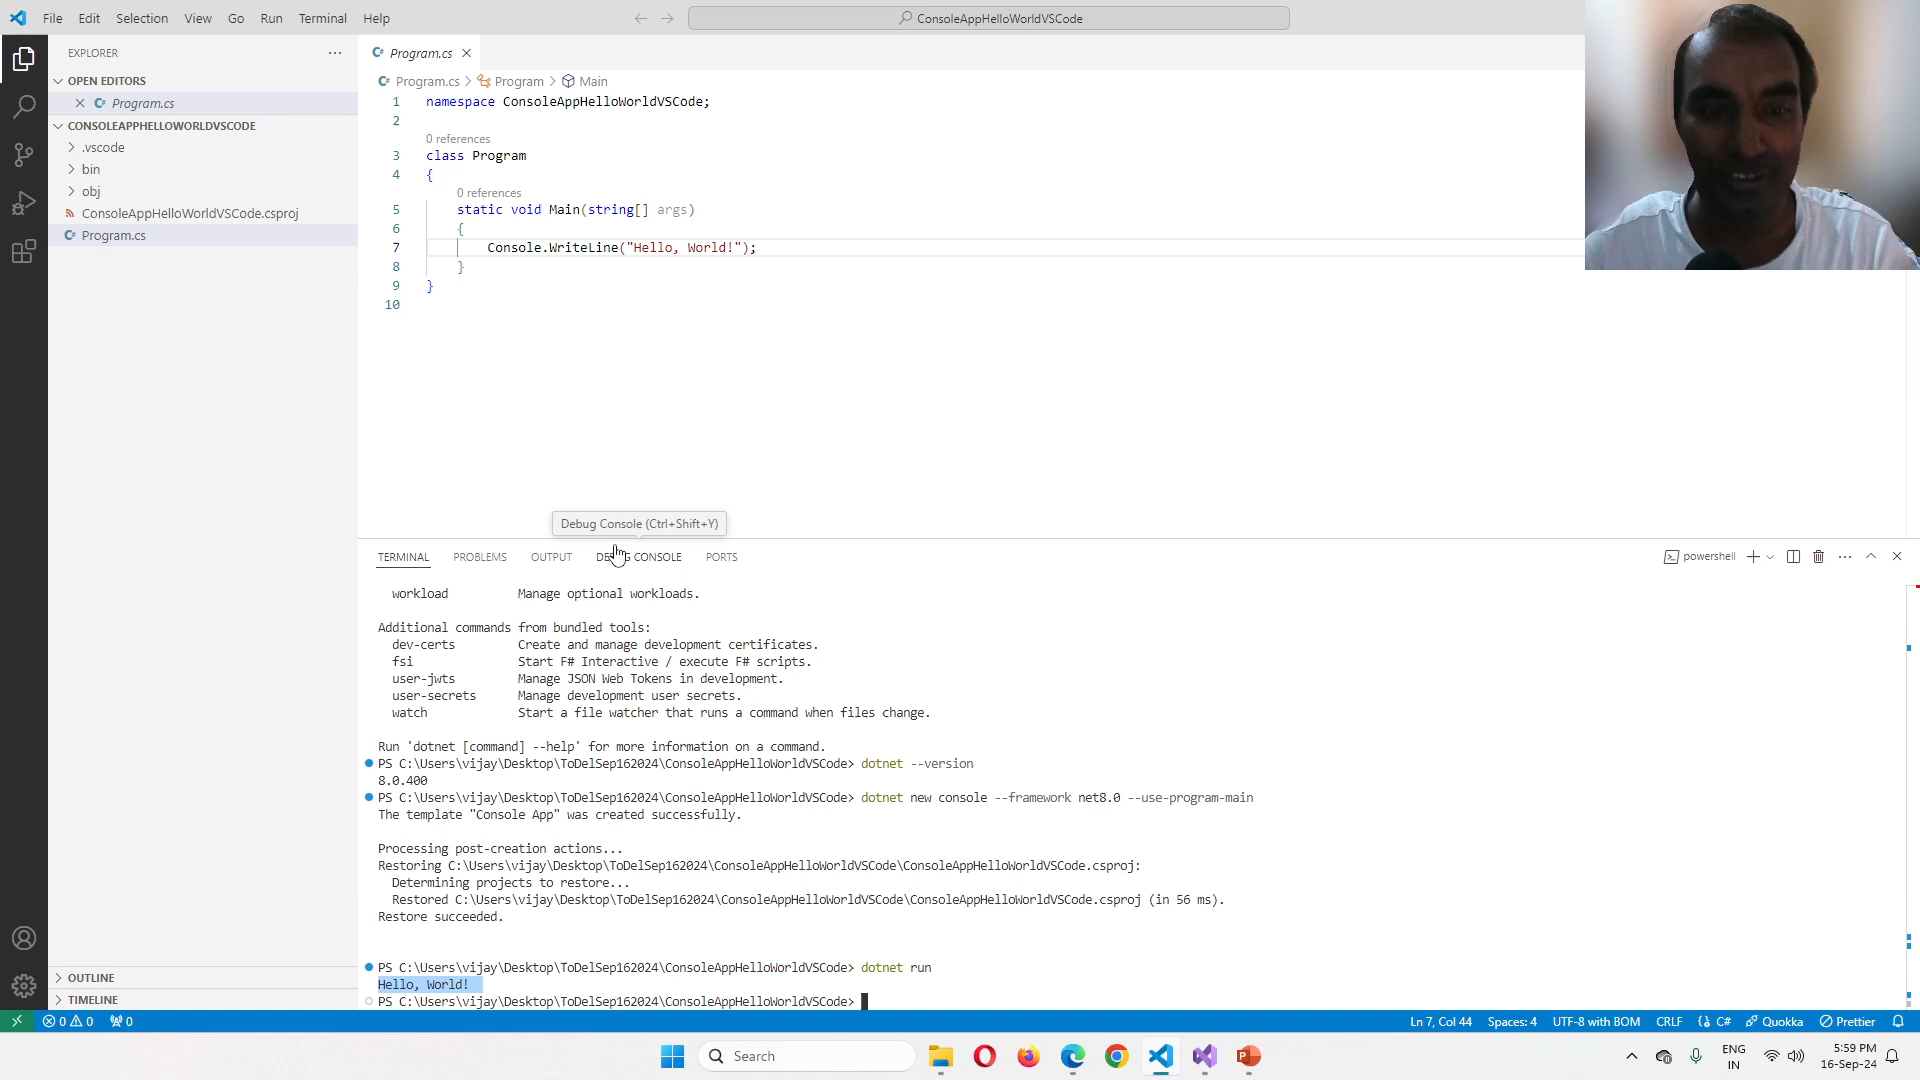 File Edit Selection View Go Run Terminal Help
ConsoleAppHelloWorldVSCode
EXPLORER
OPEN EDITORS
Program.cs
CONSOLEAPPHELLOWORLDVSCODE
.vscode
bin
obj
ConsoleAppHelloWorldVSCode.csproj
Program.cs
OUTLINE
TIMELINE
Program.cs
Program.cs > Program > Main
1 namespace ConsoleAppHelloWorldVSCode;
2
0 references
3 class Program
4 {
0 references
5 static void Main(string[] args)
6 {
7 Console.WriteLine("Hello, World!");
8 }
9 }
10
Debug Console (Ctrl+Shift+Y)
TERMINAL PROBLEMS OUTPUT DEBUG CONSOLE PORTS
powershell
workload Manage optional workloads.
Additional commands from bundled tools:
dev-certs Create and manage development certificates.
fsi Start F# Interactive / execute F# scripts.
user-jwts Manage JSON Web Tokens in development.
user-secrets Manage development user secrets.
watch Start a file watcher that runs a command when files change.
Run 'dotnet [command] --help' for more information on a command.
PS C:\Users\vijay\Desktop\ToDelSep162024\ConsoleAppHelloWorldVSCode> dotnet --version
8.0.400
PS C:\Users\vijay\Desktop\ToDelSep162024\ConsoleAppHelloWorldVSCode> dotnet new console --framework net8.0 --use-program-main
The template "Console App" was created successfully.
Processing post-creation actions...
Restoring C:\Users\vijay\Desktop\ToDelSep162024\ConsoleAppHelloWorldVSCode\ConsoleAppHelloWorldVSCode.csproj:
Determining projects to restore...
Restored C:\Users\vijay\Desktop\ToDelSep162024\ConsoleAppHelloWorldVSCode\ConsoleAppHelloWorldVSCode.csproj (in 56 ms).
Restore succeeded.
PS C:\Users\vijay\Desktop\ToDelSep162024\ConsoleAppHelloWorldVSCode> dotnet run
Hello, World!
PS C:\Users\vijay\Desktop\ToDelSep162024\ConsoleAppHelloWorldVSCode>
0 0 0 Ln 7, Col 44 Spaces: 4 UTF-8 with BOM CRLF C# Quokka Prettier
Search
ENG
IN
5:59 PM
16-Sep-24